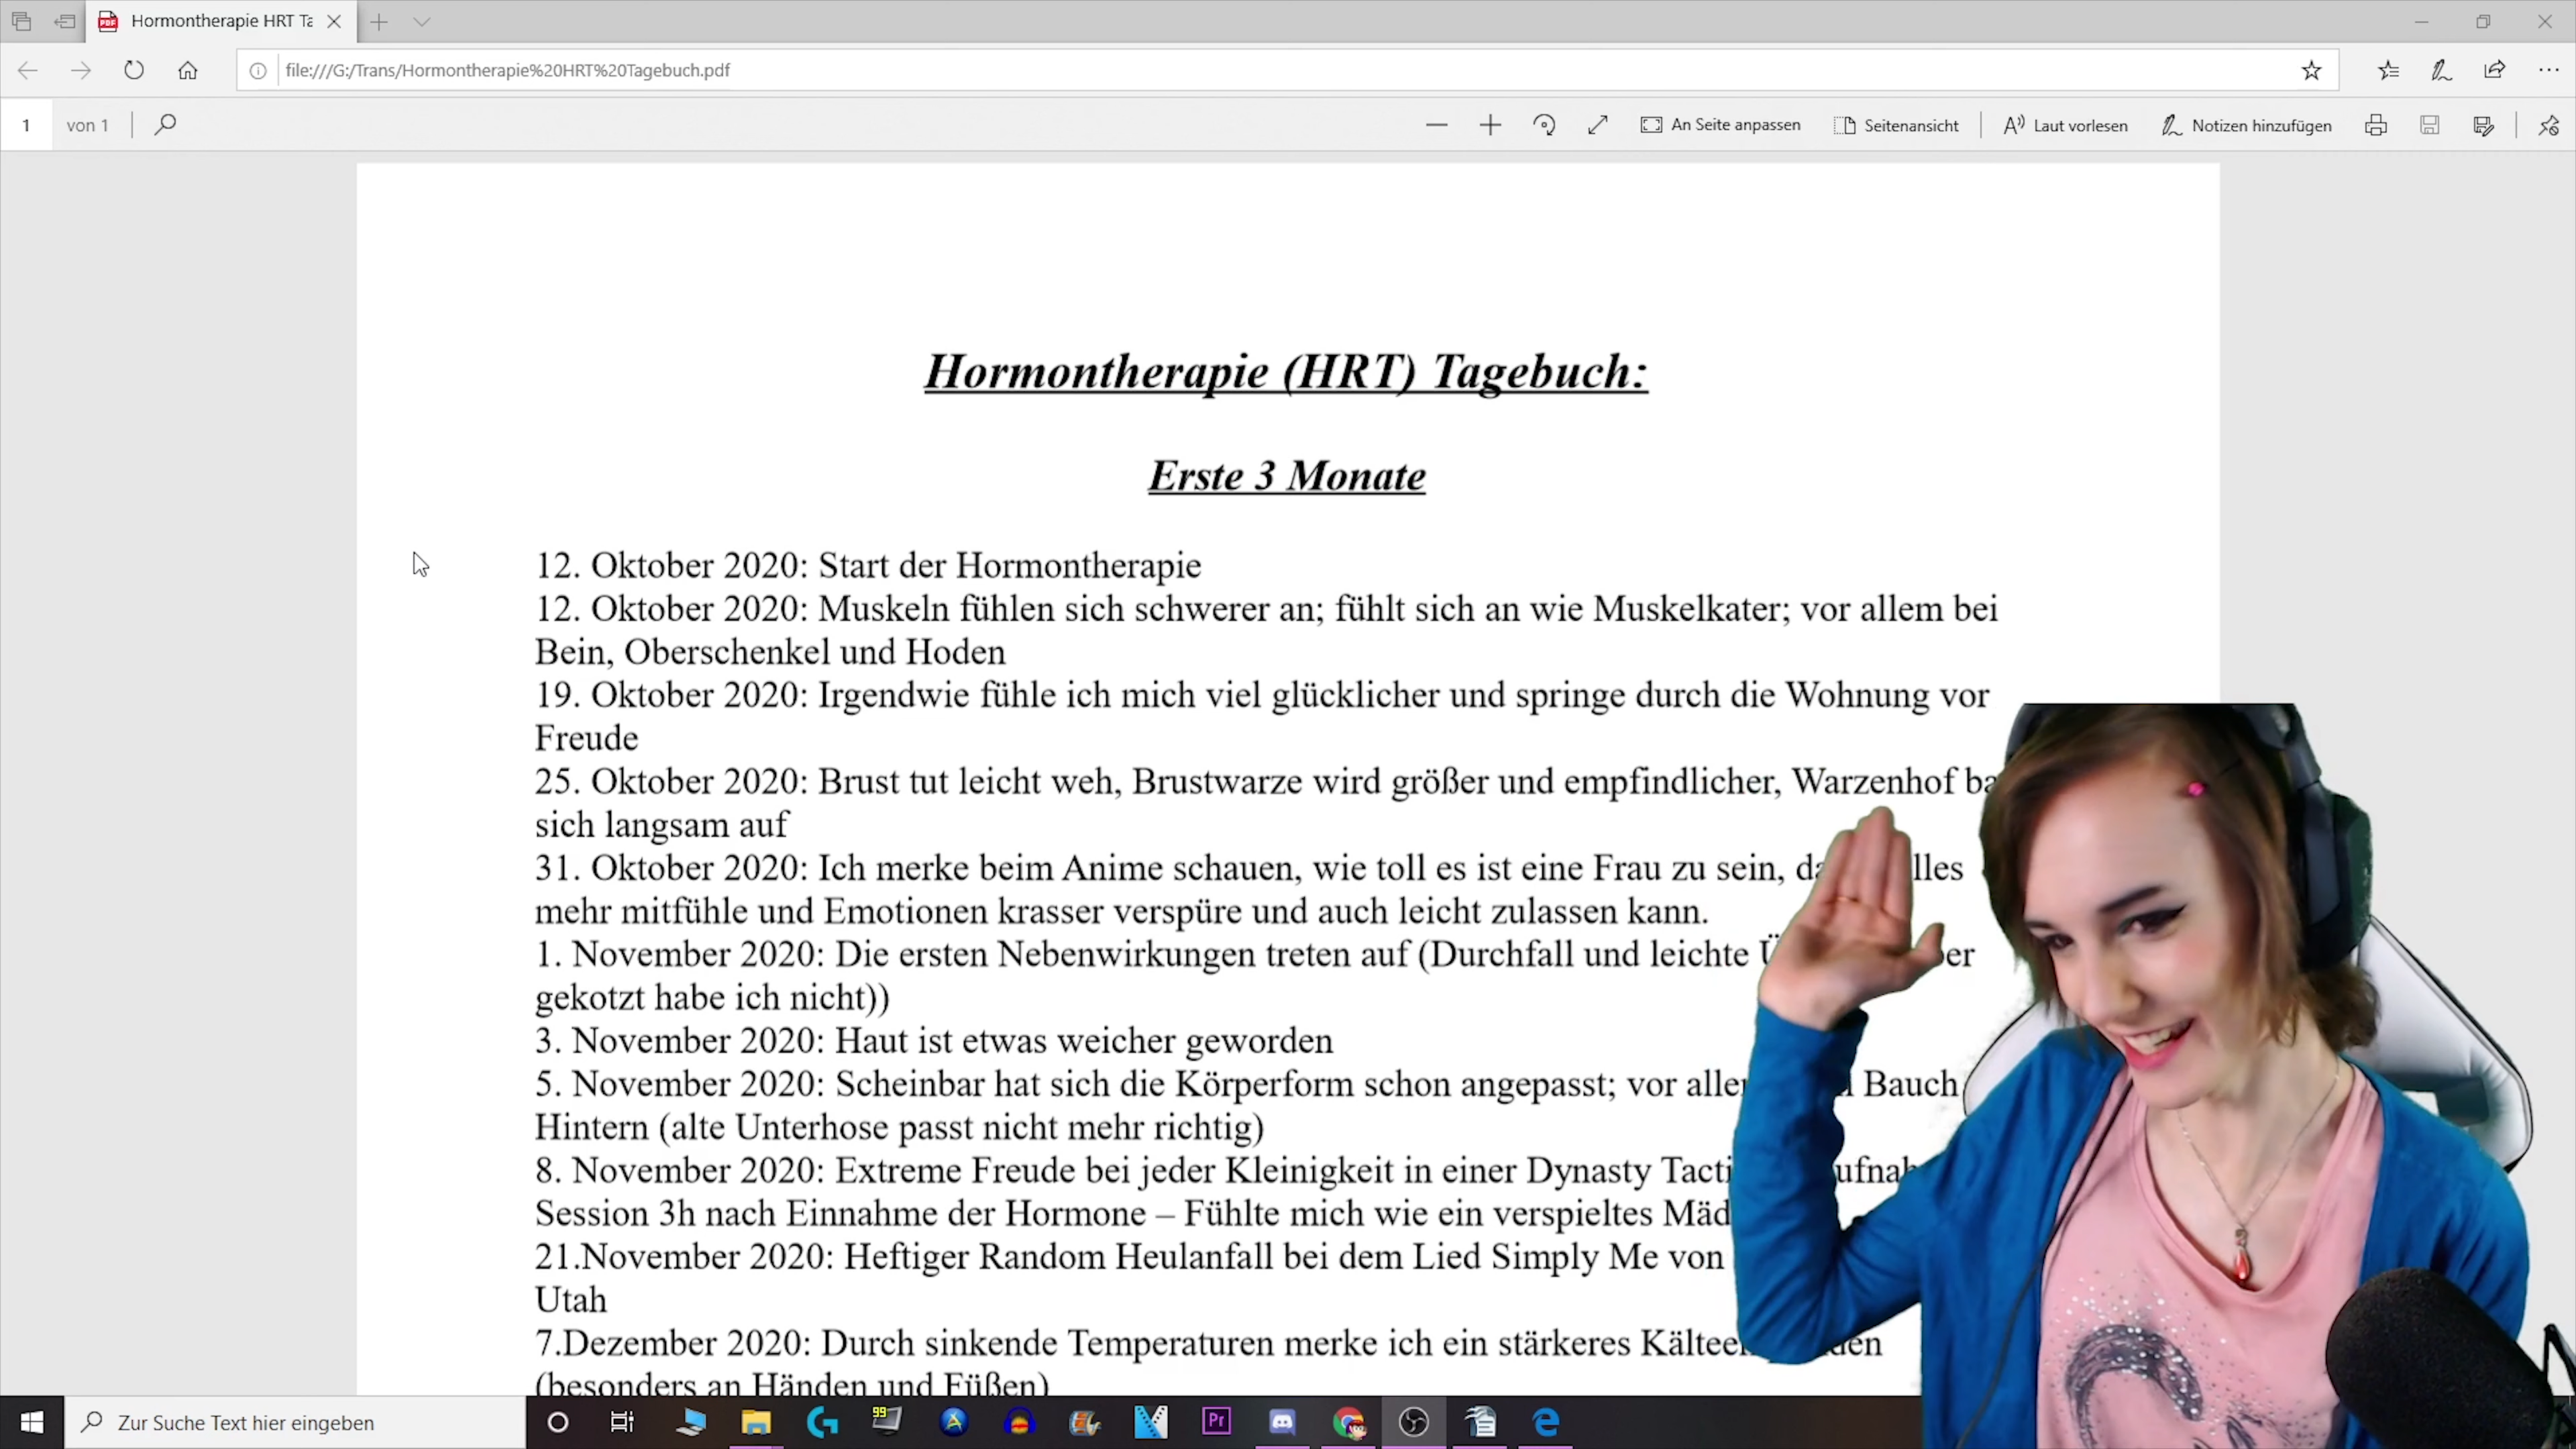 Hormontherapie HRT Ta
file:///G:/Trans/Hormontherapie%20HRT%20Tagebuch.pdf
1 von 1 An Seite anpassen Seitenansicht Laut vorlesen Notizen hinzufügen
Hormontherapie (HRT) Tagebuch:
Erste 3 Monate
12. Oktober 2020: Start der Hormontherapie
12. Oktober 2020: Muskeln fühlen sich schwerer an; fühlt sich an wie Muskelkater; vor allem bei
Bein, Oberschenkel und Hoden
19. Oktober 2020: Irgendwie fühle ich mich viel glücklicher und springe durch die Wohnung vor
Freude
25. Oktober 2020: Brust tut leicht weh, Brustwarze wird größer und empfindlicher, Warzenhof
sich langsam auf
31. Oktober 2020: Ich merke beim Anime schauen, wie toll es ist eine Frau zu sein,
mehr mitfühle und Emotionen krasser verspüre und auch leicht zulassen kann.
1. November 2020: Die ersten Nebenwirkungen treten auf (Durchfall und leichte
gekotzt habe ich nicht))
3. November 2020: Haut ist etwas weicher geworden
5. November 2020: Scheinbar hat sich die Körperform schon angepasst; vor Bauch
Hintern (alte Unterhose passt nicht mehr richtig)
8. November 2020: Extreme Freude bei jeder Kleinigkeit in einer Dynasty
Session 3h nach Einnahme der Hormone – Fühlte mich wie ein verspieltes
21.November 2020: Heftiger Random Heulanfall bei dem Lied Simply Me von
Utah
7.Dezember 2020: Durch sinkende Temperaturen merke ich ein stärkeres
(besonders an Händen und Füßen)
Zur Suche Text hier eingeben 99 Pr